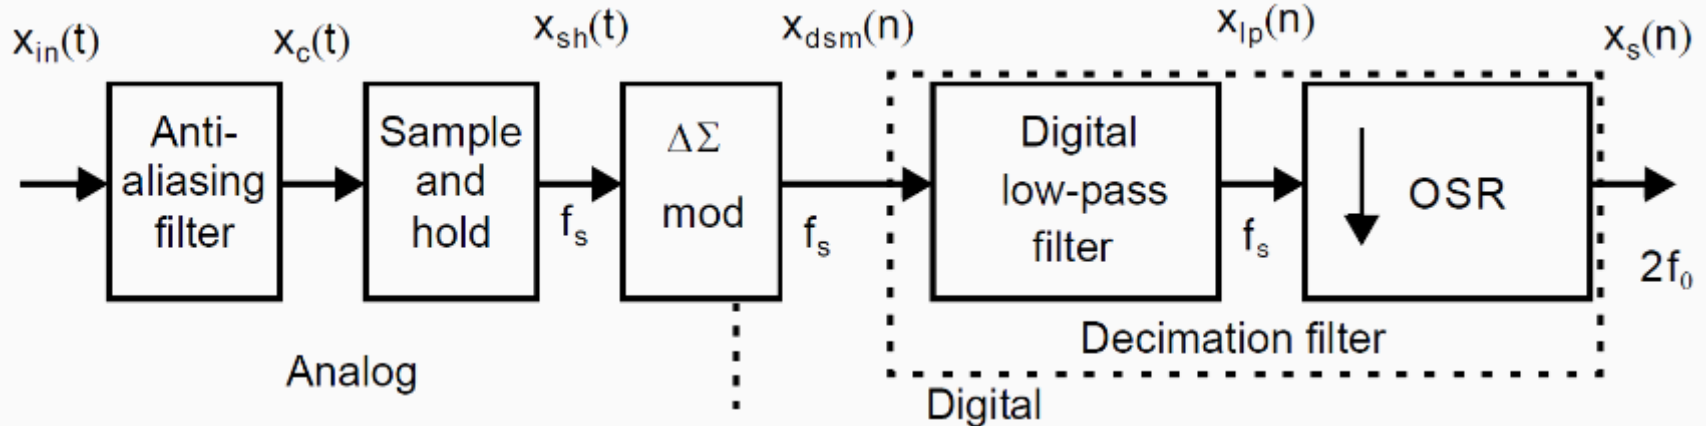 x_in(t)
x_c(t)
x_sh(t)
x_dsm(n)
x_lp(n)
x_s(n)
Anti-
aliasing
filter
Sample
and
hold
f_s
ΔΣ
mod
f_s
Digital
low-pass
filter
f_s
OSR
2f_0
Decimation filter
Analog
Digital